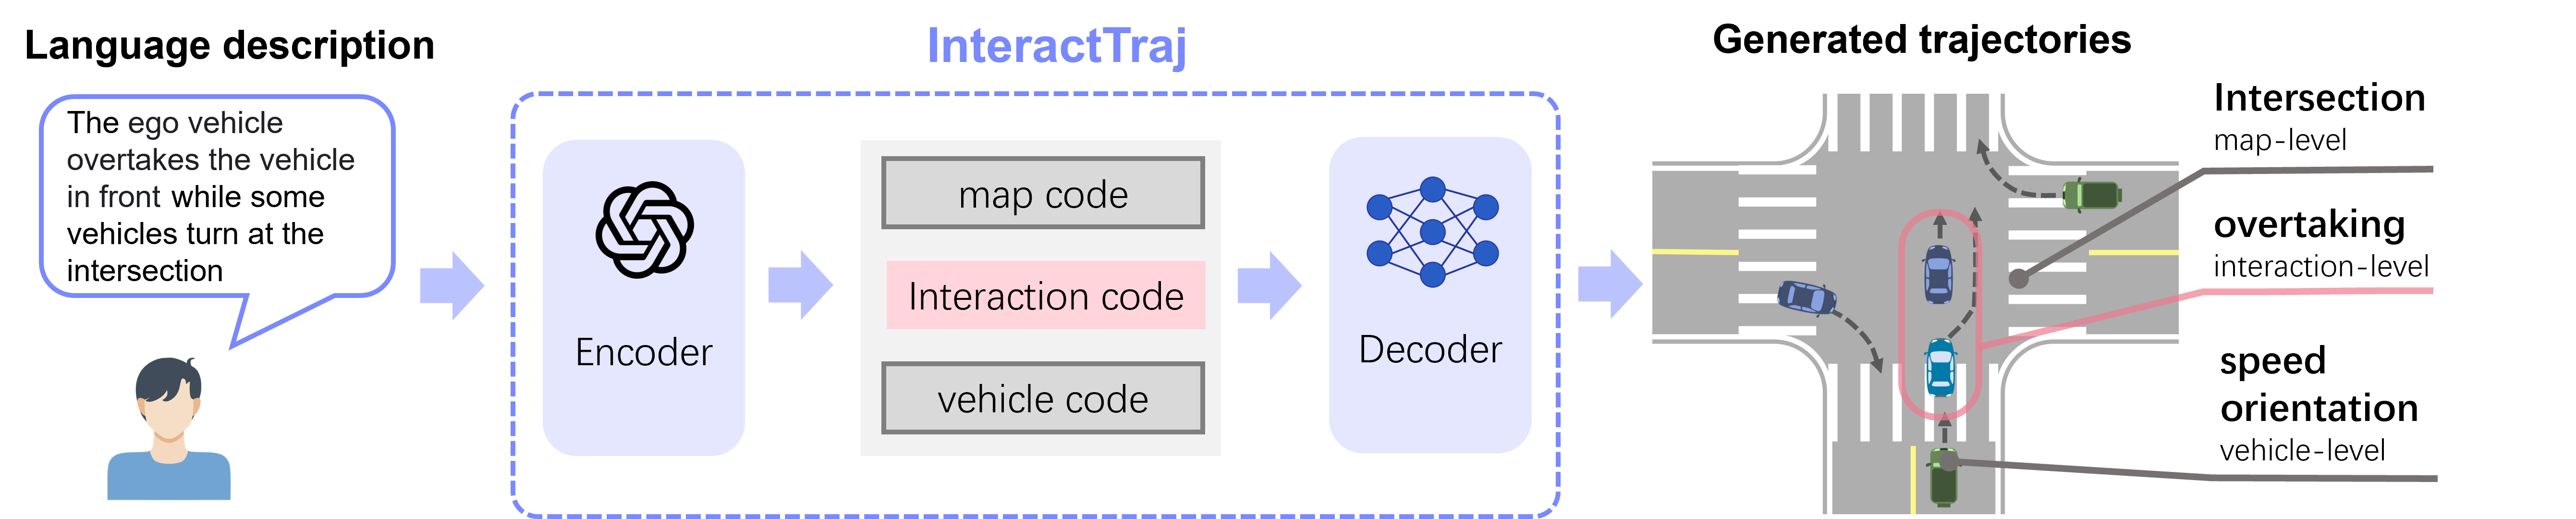 Language description
The ego vehicle
overtakes the vehicle
in front while some
vehicles turn at the
intersection
InteractTraj
Encoder
map code
Interaction code
vehicle code
Decoder
Generated trajectories
Intersection
map-level
overtaking
interaction-level
speed
orientation
vehicle-level